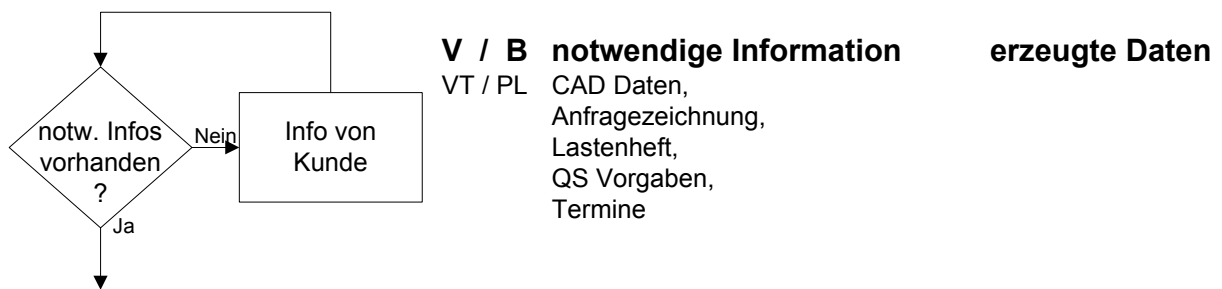 V / B notwendige Information erzeugte Daten
VT / PL CAD Daten,
Anfragezeichnung,
Lastenheft,
QS Vorgaben,
Termine
notw. Infos
vorhanden
?
Nein
Info von
Kunde
Ja